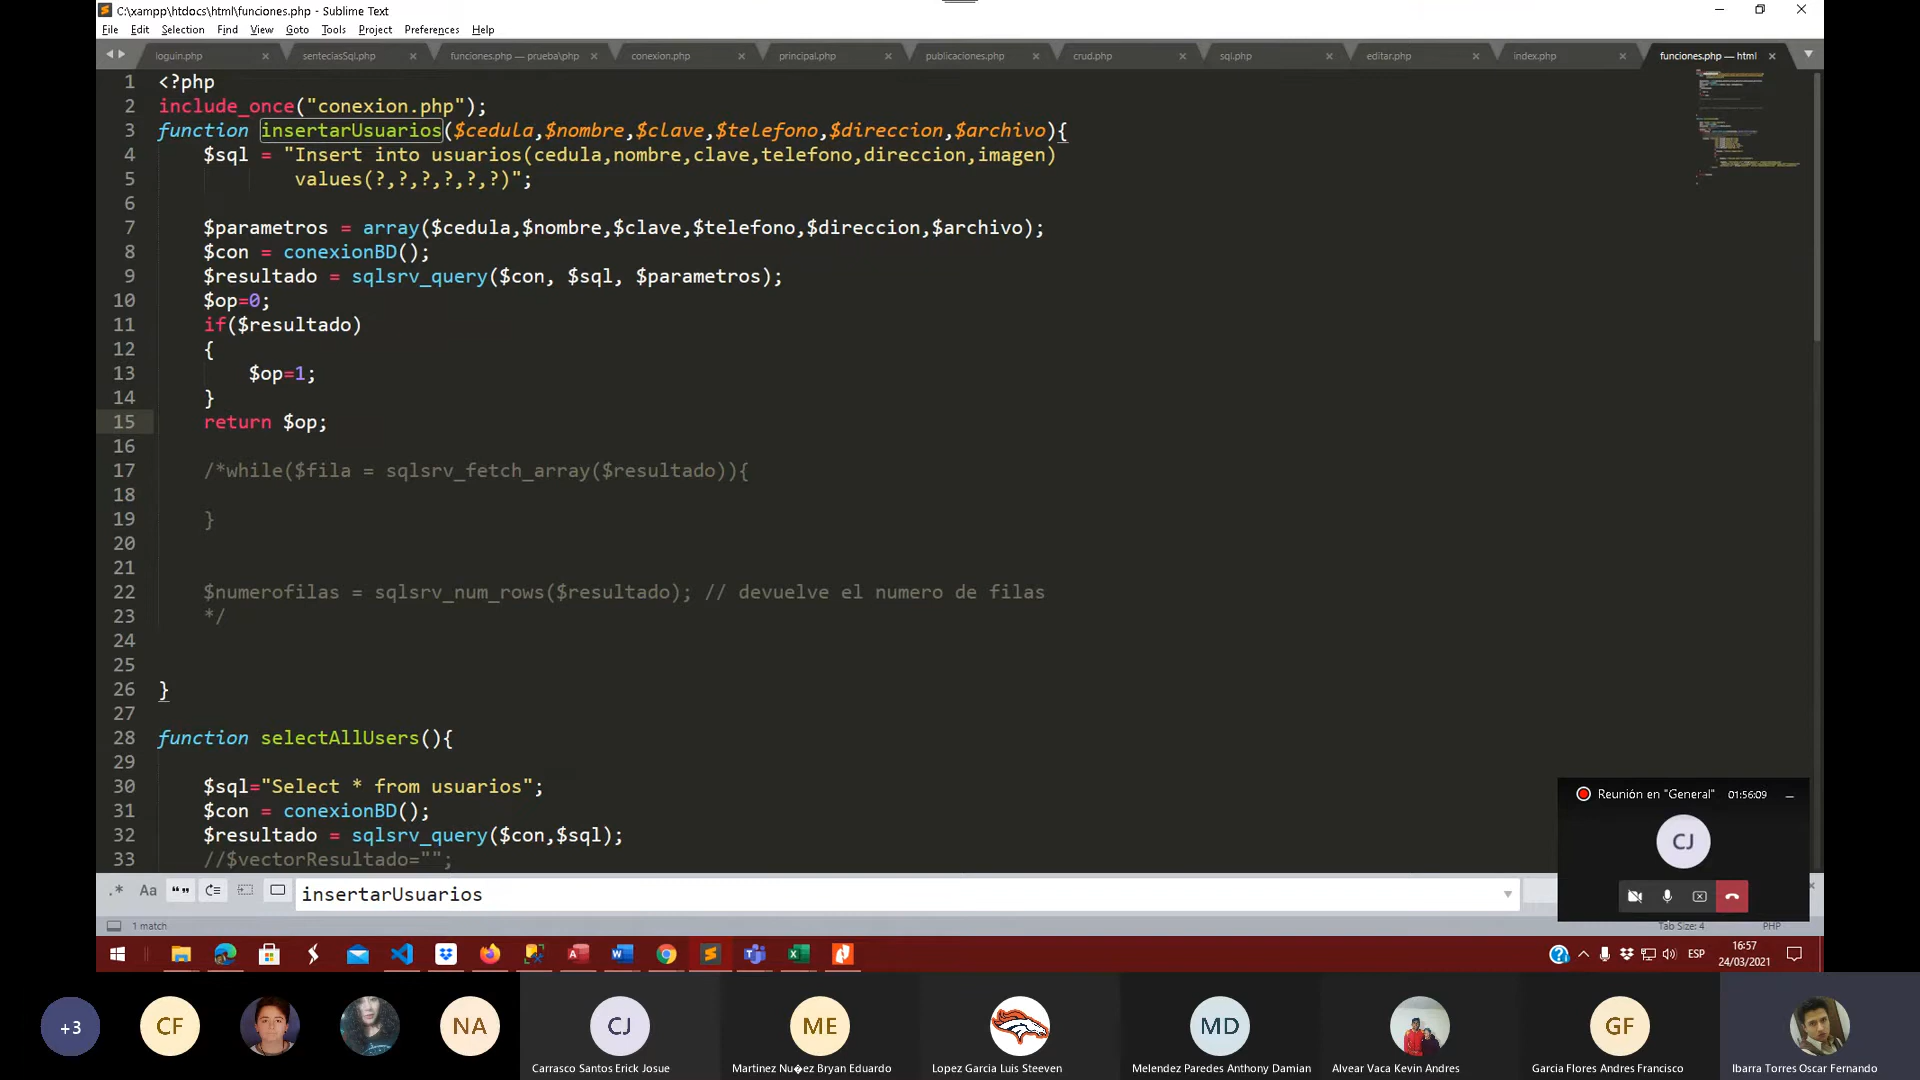 C:\xampp\htdocs\html\funciones.php - Sublime Text
File Edit Selection Find View Goto Tools Project Preferences Help
loguin.php senteciasSql.php funciones.php — prueba\php conexion.php principal.php publicaciones.php crud.php sql.php editar.php index.php funciones.php — html
1 <?php
2 include_once("conexion.php");
3 function insertarUsuarios($cedula,$nombre,$clave,$telefono,$direccion,$archivo){
4 $sql = "Insert into usuarios(cedula,nombre,clave,telefono,direccion,imagen)
5 values(?,?,?,?,?,?)";
6
7 $parametros = array($cedula,$nombre,$clave,$telefono,$direccion,$archivo);
8 $con = conexionBD();
9 $resultado = sqlsrv_query($con, $sql, $parametros);
10 $op=0;
11 if($resultado)
12 {
13 $op=1;
14 }
15 return $op;
16
17 /*while($fila = sqlsrv_fetch_array($resultado)){
18
19 }
20
21
22 $numerofilas = sqlsrv_num_rows($resultado); // devuelve el numero de filas
23 */
24
25
26 }
27
28 function selectAllUsers(){
29
30 $sql="Select * from usuarios";
31 $con = conexionBD();
32 $resultado = sqlsrv_query($con,$sql);
33 //$vectorResultado="";
Reunión en "General" 01:56:09
CJ
.* Aa insertarUsuarios
1 match Tab Size: 4 PHP
ESP 16:57
24/03/2021
+3 CF NA CJ ME MD GF
Carrasco Santos Erick Josue Martinez Nu�ez Bryan Eduardo Lopez Garcia Luis Steeven Melendez Paredes Anthony Damian Alvear Vaca Kevin Andres Garcia Flores Andres Francisco Ibarra Torres Oscar Fernando